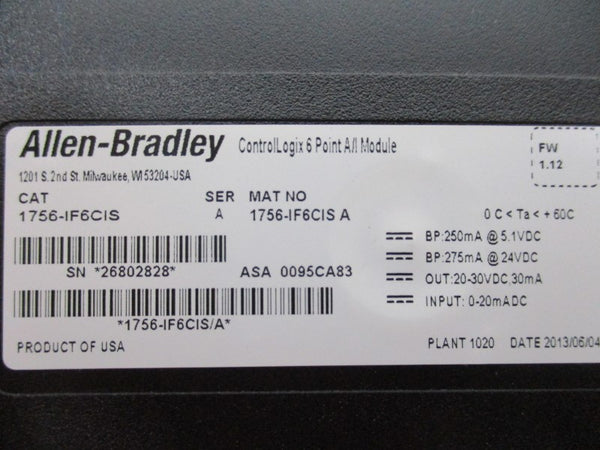 Allen-Bradley ControlLogix 6 Point A/I Module
FW
1.12
1201 S. 2nd St. Milwaukee, WI 53204-USA
CAT SER MAT NO
1756-IF6CIS A 1756-IF6CIS A
0 C < Ta < + 60C
BP:250mA @ 5.1VDC
BP:275mA @ 24VDC
OUT:20-30VDC, 30mA
INPUT: 0-20mADC
SN *26802828* ASA 0095CA83
*1756-IF6CIS/A*
PRODUCT OF USA PLANT 1020 DATE 2013/06/04